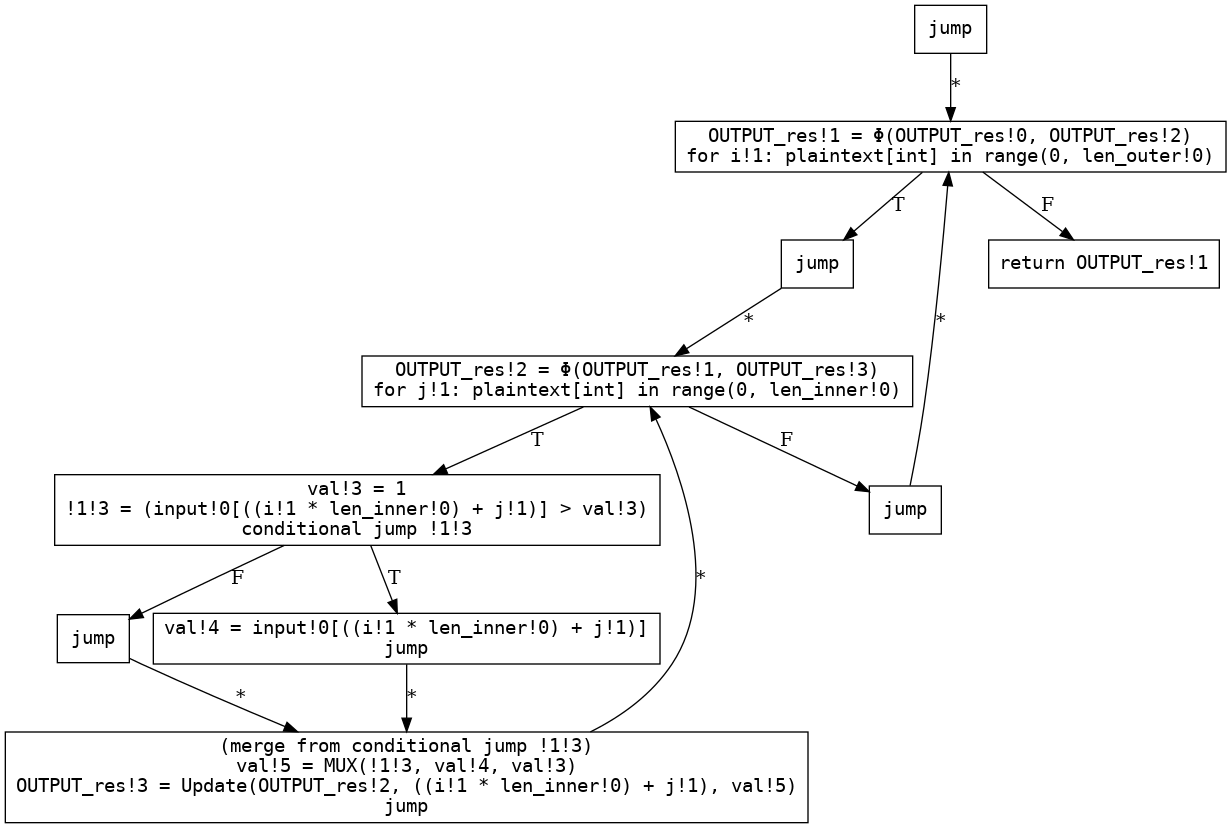 jump
*
OUTPUT_res!1 = Φ(OUTPUT_res!0, OUTPUT_res!2)
for i!1: plaintext[int] in range(0, len_outer!0)
T
F
jump
return OUTPUT_res!1
*
*
OUTPUT_res!2 = Φ(OUTPUT_res!1, OUTPUT_res!3)
for j!1: plaintext[int] in range(0, len_inner!0)
T
F
val!3 = 1
!1!3 = (input!0[((i!1 * len_inner!0) + j!1)] > val!3)
conditional jump !1!3
jump
F
T
*
jump
val!4 = input!0[((i!1 * len_inner!0) + j!1)]
jump
*
*
(merge from conditional jump !1!3)
val!5 = MUX(!1!3, val!4, val!3)
OUTPUT_res!3 = Update(OUTPUT_res!2, ((i!1 * len_inner!0) + j!1), val!5)
jump